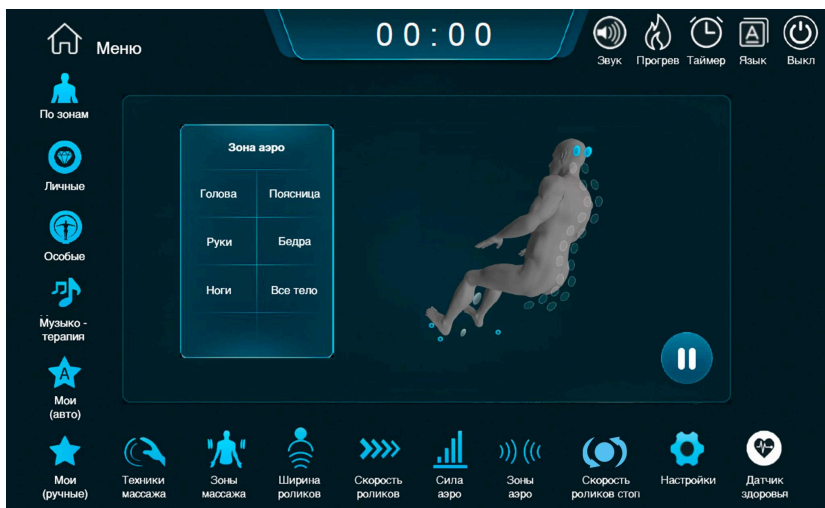 Меню
00:00
Звук
Прогрев
Таймер
A
Язык
Выкл
По зонам
Личные
Особые
Музыко -
терапия
A
Мои
(авто)
Мои
(ручные)
Зона аэро
Голова
Поясница
Руки
Бедра
Ноги
Все тело
Техники
массажа
Зоны
массажа
Ширина
роликов
Скорость
роликов
Сила
аэро
Зоны
аэро
Скорость
роликов стоп
Настройки
Датчик
здоровья